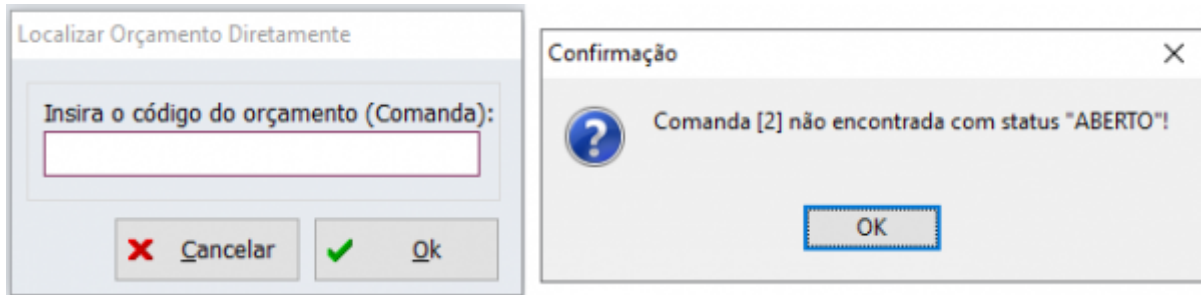 Localizar Orçamento Diretamente
Insira o código do orçamento (Comanda):
Cancelar
Ok
Confirmação
Comanda [2] não encontrada com status "ABERTO"!
OK